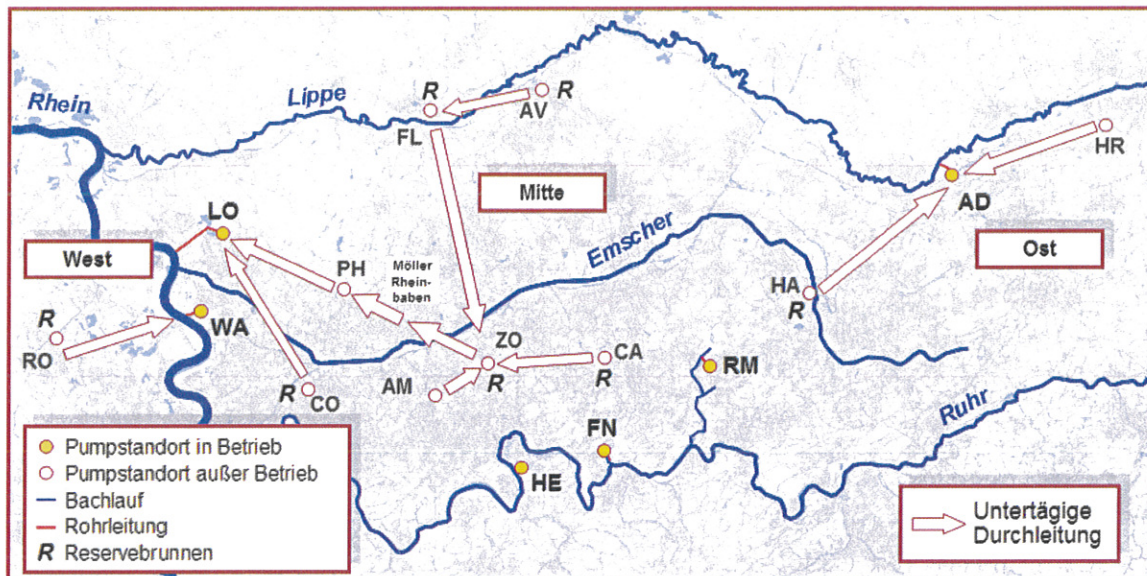 Rhein
Lippe
R
FL
AV
R
HR
AD
Mitte
LO
West
Emscher
Ost
PH
Möller
Rhein-
baben
HA
R
R
RO
WA
ZO
R
CA
R
AM
R
CO
RM
Ruhr
FN
HE
Pumpstandort in Betrieb
Pumpstandort außer Betrieb
Bachlauf
Rohrleitung
R Reservebrunnen
Untertägige
Durchleitung